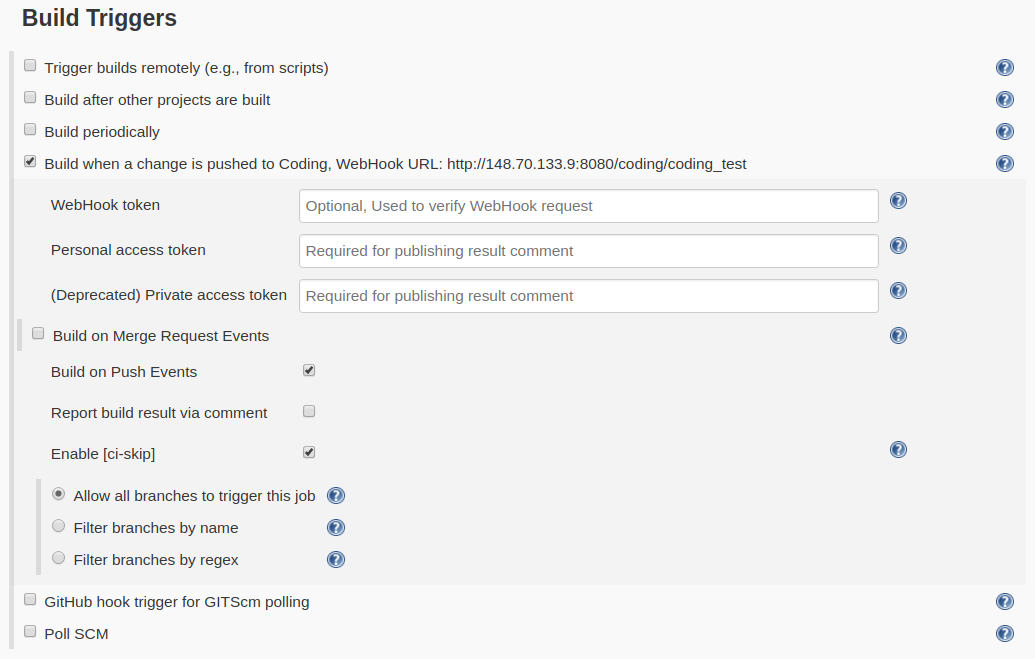 Build Triggers
Trigger builds remotely (e.g., from scripts)
Build after other projects are built
Build periodically
Build when a change is pushed to Coding, WebHook URL: http://148.70.133.9:8080/coding/coding_test
WebHook token Optional, Used to verify WebHook request
Personal access token Required for publishing result comment
(Deprecated) Private access token Required for publishing result comment
Build on Merge Request Events
Build on Push Events
Report build result via comment
Enable [ci-skip]
Allow all branches to trigger this job
Filter branches by name
Filter branches by regex
GitHub hook trigger for GITScm polling
Poll SCM